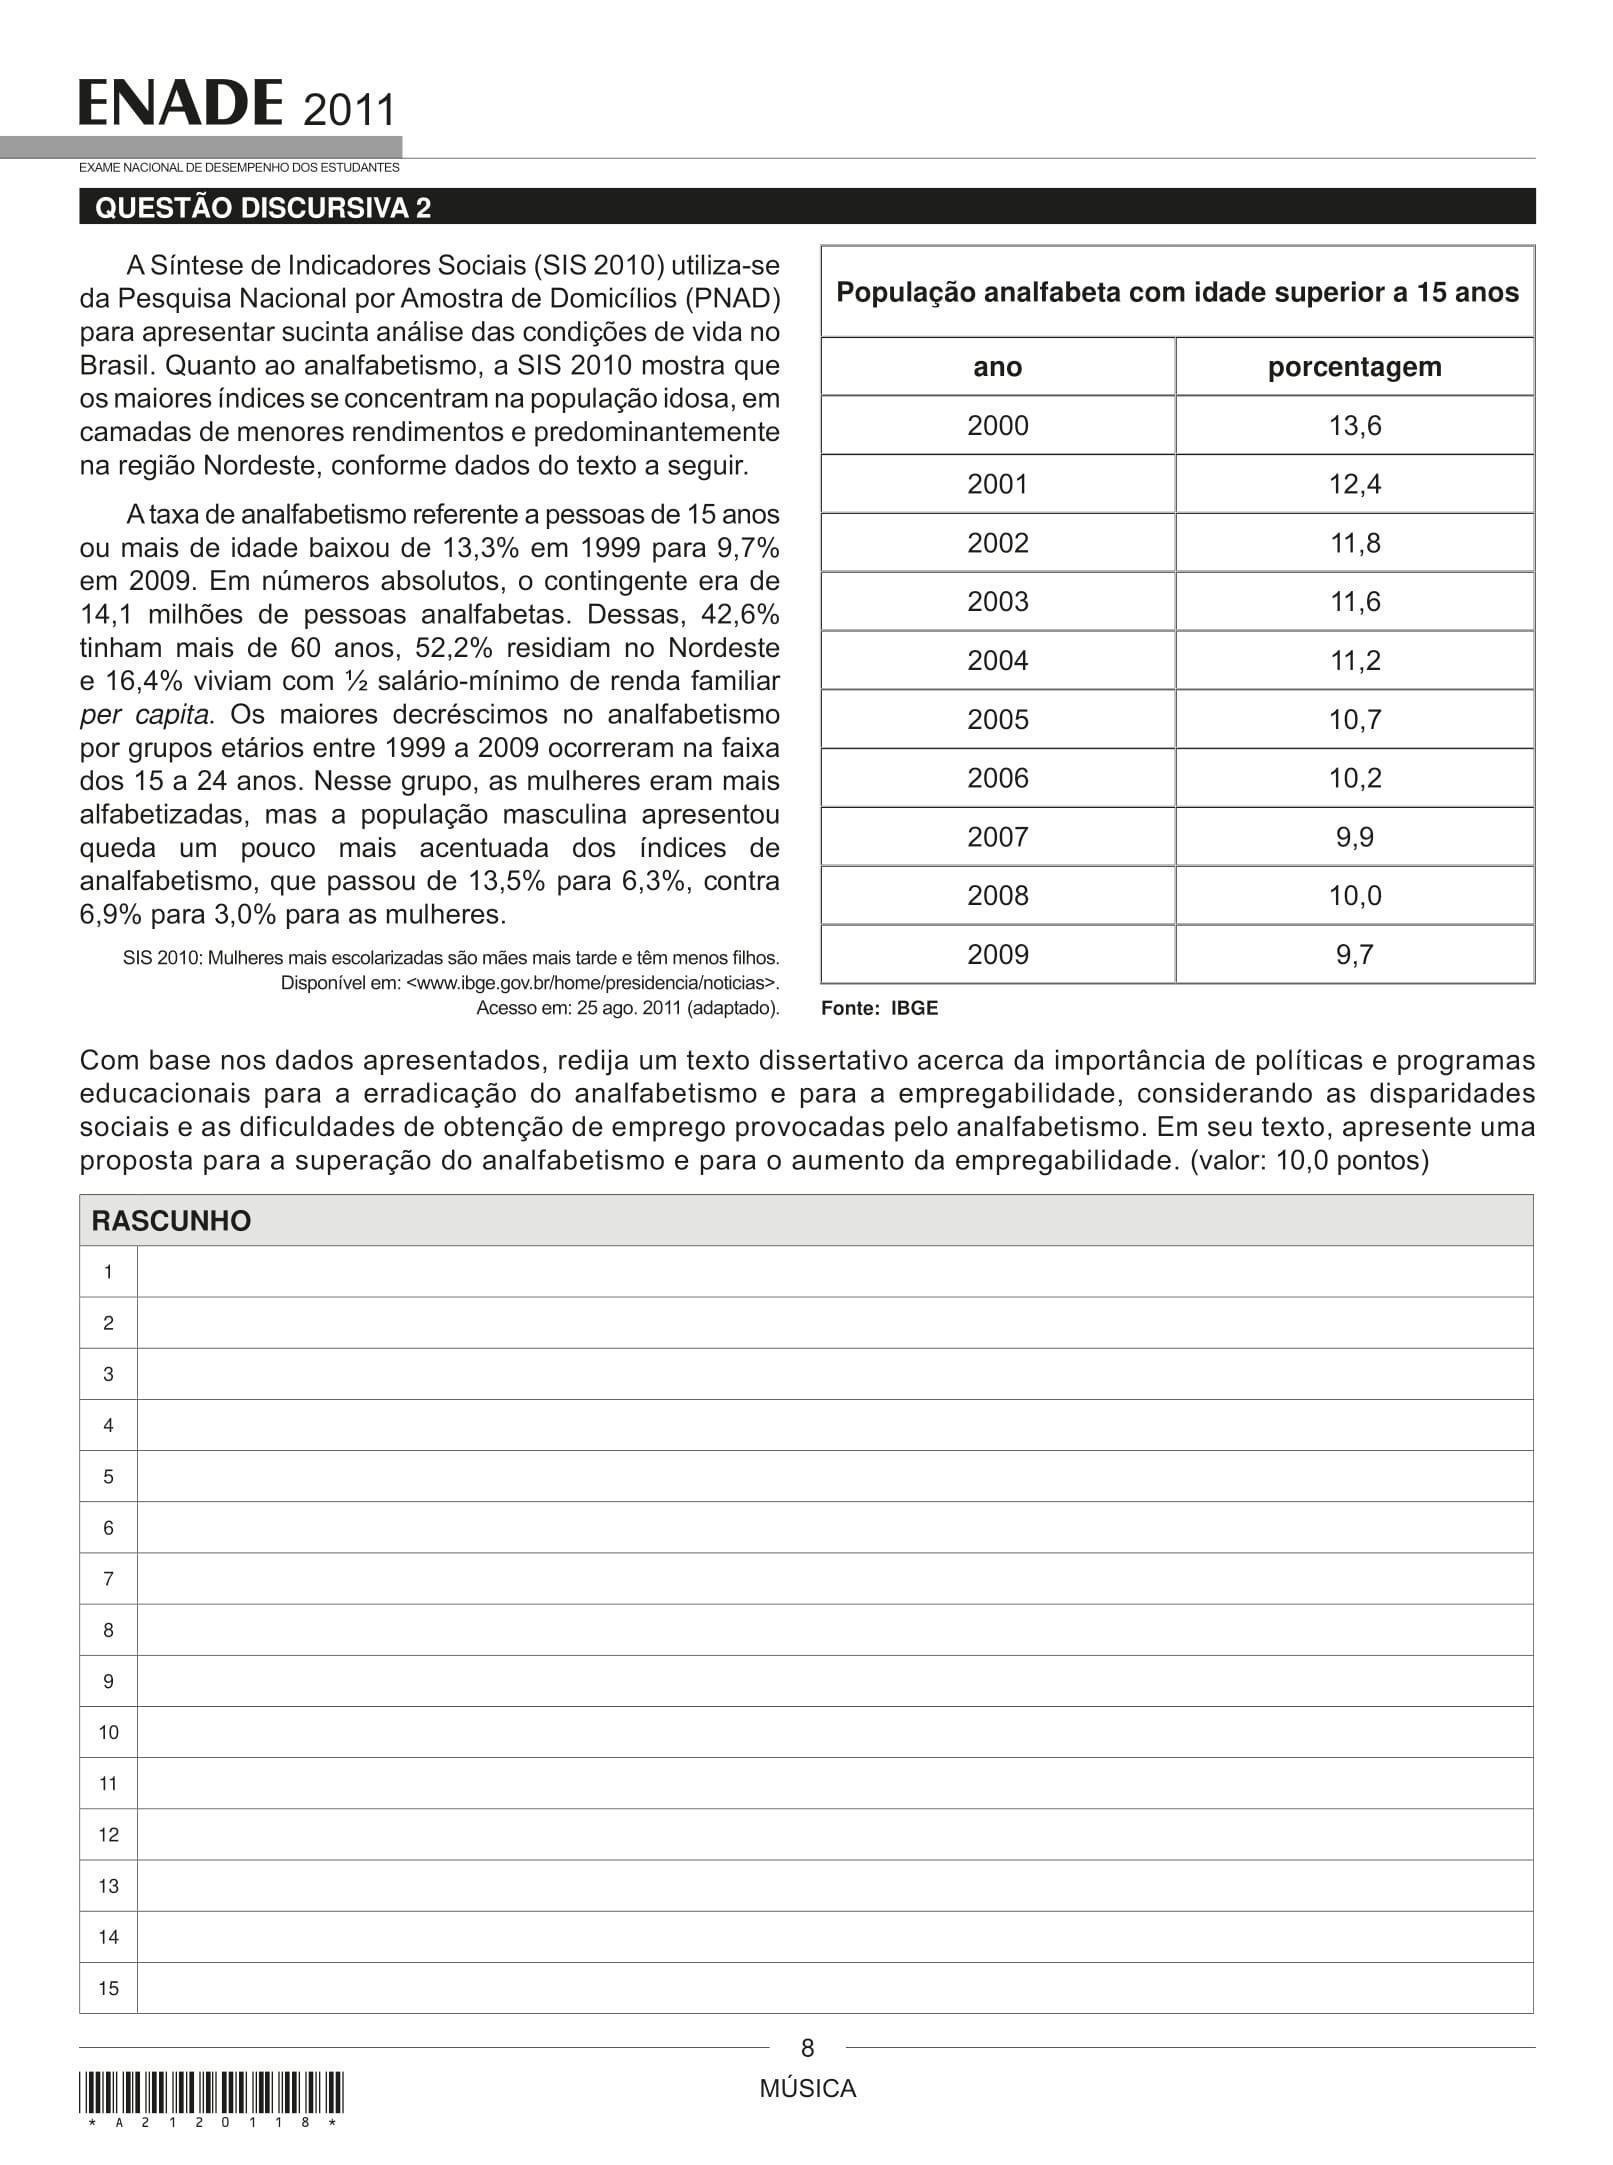 ENADE 2011
EXAME NACIONAL DE DESEMPENHO DOS ESTUDANTES
QUESTÃO DISCURSIVA 2
A Síntese de Indicadores Sociais (SIS 2010) utiliza-se
da Pesquisa Nacional por Amostra de Domicílios (PNAD)
para apresentar sucinta análise das condições de vida no
Brasil. Quanto ao analfabetismo, a SIS 2010 mostra que
os maiores índices se concentram na população idosa, em
camadas de menores rendimentos e predominantemente
na região Nordeste, conforme dados do texto a seguir.
A taxa de analfabetismo referente a pessoas de 15 anos
ou mais de idade baixou de 13,3% em 1999 para 9,7%
em 2009. Em números absolutos, o contingente era de
14,1 milhões de pessoas analfabetas. Dessas, 42,6%
tinham mais de 60 anos, 52,2% residiam no Nordeste
e 16,4% viviam com ½ salário-mínimo de renda familiar
per capita. Os maiores decréscimos no analfabetismo
por grupos etários entre 1999 a 2009 ocorreram na faixa
dos 15 a 24 anos. Nesse grupo, as mulheres eram mais
alfabetizadas, mas a população masculina apresentou
queda um pouco mais acentuada dos índices de
analfabetismo, que passou de 13,5% para 6,3%, contra
6,9% para 3,0% para as mulheres.
SIS 2010: Mulheres mais escolarizadas são mães mais tarde e têm menos filhos.
Disponível em: <www.ibge.gov.br/home/presidencia/noticias>.
Acesso em: 25 ago. 2011 (adaptado).
População analfabeta com idade superior a 15 anos
ano porcentagem
2000 13,6
2001 12,4
2002 11,8
2003 11,6
2004 11,2
2005 10,7
2006 10,2
2007 9,9
2008 10,0
2009 9,7
Fonte: IBGE
Com base nos dados apresentados, redija um texto dissertativo acerca da importância de políticas e programas
educacionais para a erradicação do analfabetismo e para a empregabilidade, considerando as disparidades
sociais e as dificuldades de obtenção de emprego provocadas pelo analfabetismo. Em seu texto, apresente uma
proposta para a superação do analfabetismo e para o aumento da empregabilidade. (valor: 10,0 pontos)
RASCUNHO
1
2
3
4
5
6
7
8
9
10
11
12
13
14
15
8
MÚSICA
* A 2 1 2 0 1 1 8 *